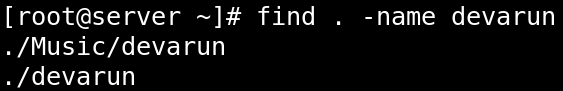 [root@server ~]# find . -name devarun
./Music/devarun
./devarun